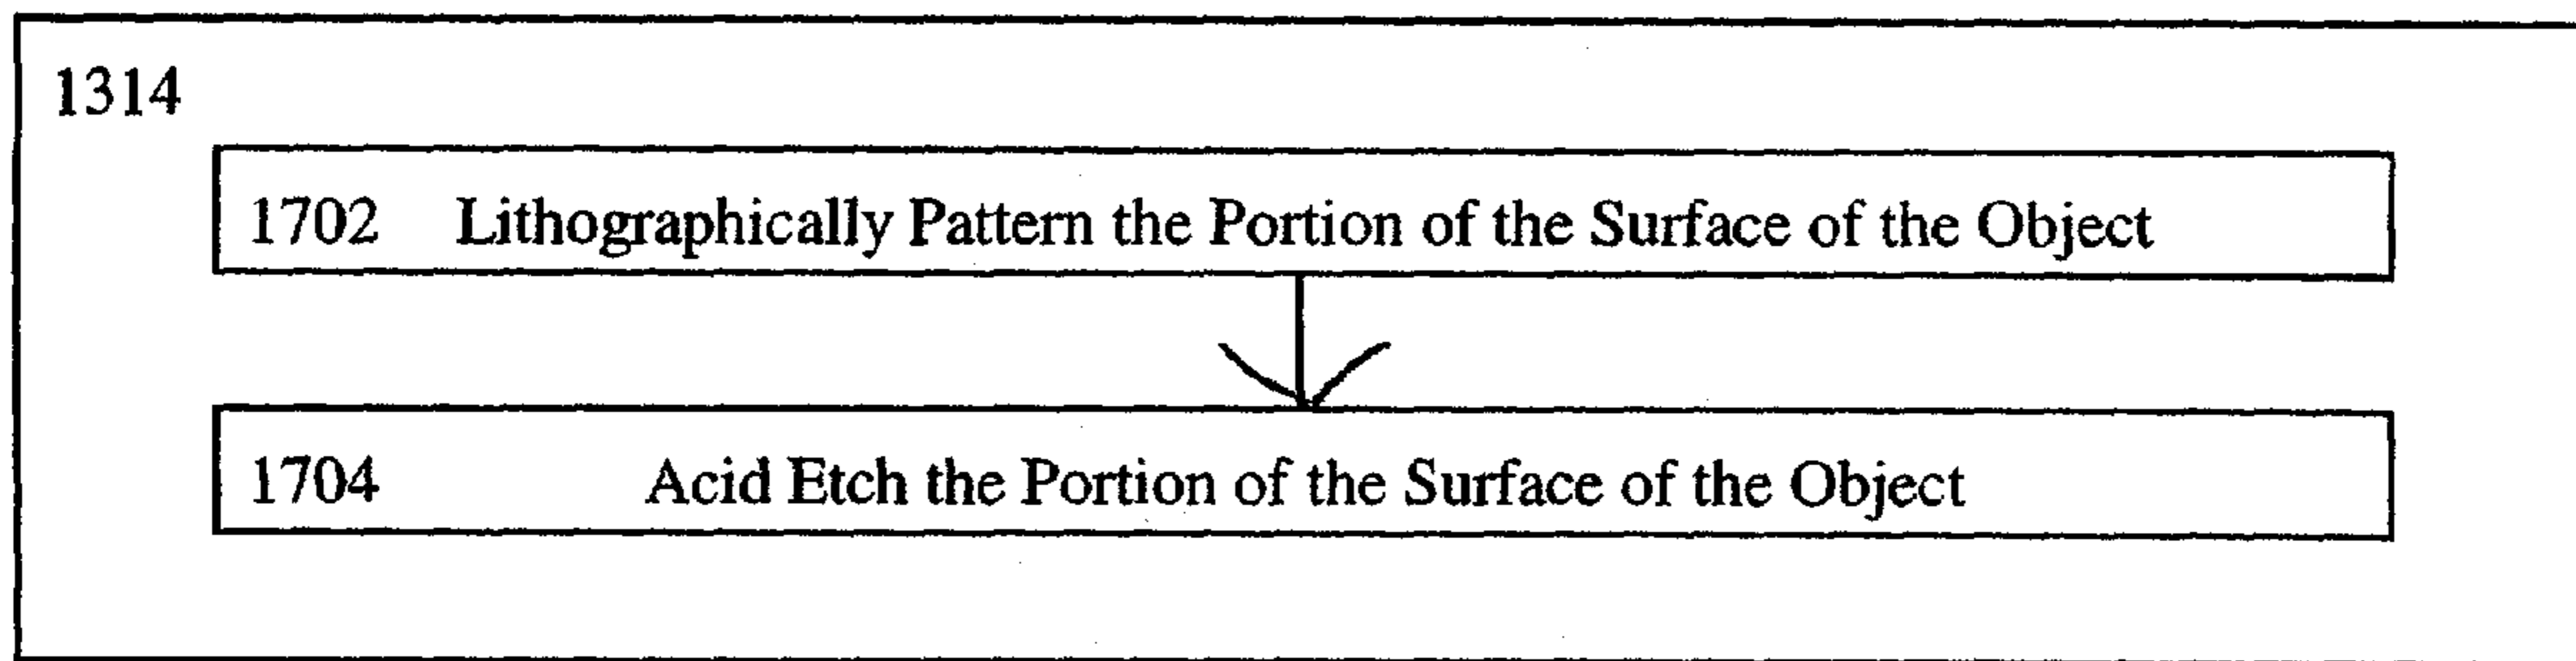 1314
1702 Lithographically Pattern the Portion of the Surface of the Object
1704 Acid Etch the Portion of the Surface of the Object